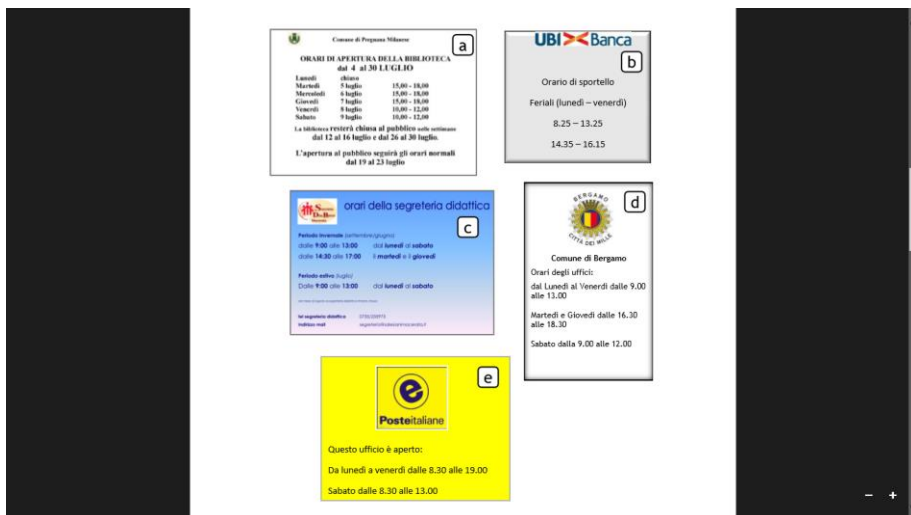 Comune di Pregnana Milanese
a
ORARI DI APERTURA DELLA BIBLIOTECA
dal 4 al 30 LUGLIO
Lunedì chiuso
Martedì 5 luglio 15,00 - 18,00
Mercoledì 6 luglio 15,00 - 18,00
Giovedì 7 luglio 15,00 - 18,00
Venerdì 8 luglio 10,00 - 12,00
Sabato 9 luglio 10,00 - 12,00
La biblioteca resterà chiusa al pubblico nelle settimane
dal 12 al 16 luglio e dal 26 al 30 luglio.
L'apertura al pubblico seguirà gli orari normali
dal 19 al 23 luglio
UBI Banca
b
Orario di sportello
Feriali (lunedì – venerdì)
8.25 – 13.25
14.35 – 16.15
orari della segreteria didattica
c
Periodo invernale (settembre/giugno)
dalle 9:00 alle 13:00 dal lunedì al sabato
dalle 14:30 alle 17:00 il martedì e il giovedì
Periodo estivo (luglio)
Dalle 9:00 alle 13:00 dal lunedì al sabato
tel segreteria didattica
indirizzo mail
BERGAMO
d
CITTÀ DEI MILLE
Comune di Bergamo
Orari degli uffici:
dal Lunedì al Venerdì dalle 9.00
alle 13.00
Martedì e Giovedì dalle 16.30
alle 18.30
Sabato dalla 9.00 alle 12.00
e
Posteitaliane
Questo ufficio è aperto:
Da lunedì a venerdì dalle 8.30 alle 19.00
Sabato dalle 8.30 alle 13.00